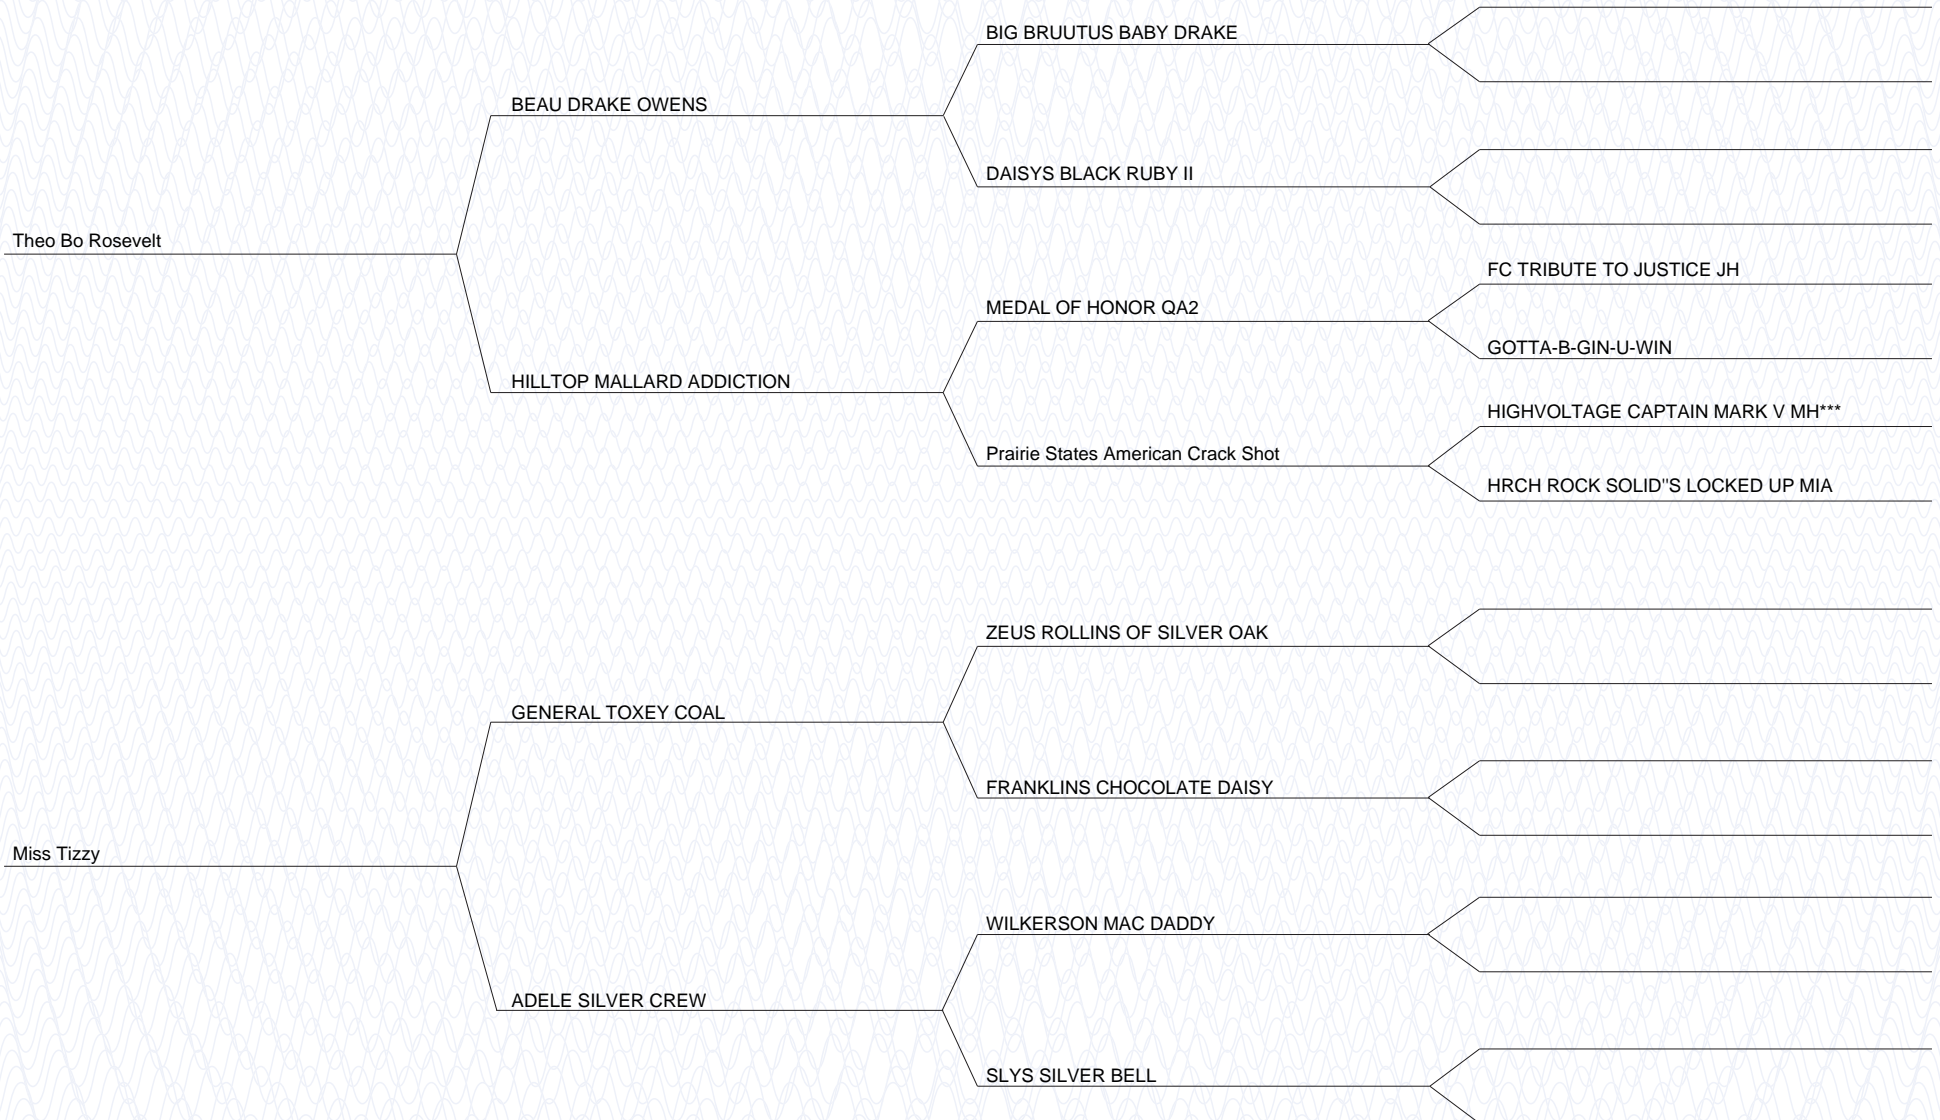 BIG BRUUTUS BABY DRAKE
BEAU DRAKE OWENS
DAISYS BLACK RUBY II
Theo Bo Rosevelt
FC TRIBUTE TO JUSTICE JH
MEDAL OF HONOR QA2
GOTTA-B-GIN-U-WIN
HILLTOP MALLARD ADDICTION
HIGHVOLTAGE CAPTAIN MARK V MH***
Prairie States American Crack Shot
HRCH ROCK SOLID"S LOCKED UP MIA
ZEUS ROLLINS OF SILVER OAK
GENERAL TOXEY COAL
FRANKLINS CHOCOLATE DAISY
Miss Tizzy
WILKERSON MAC DADDY
ADELE SILVER CREW
SLYS SILVER BELL